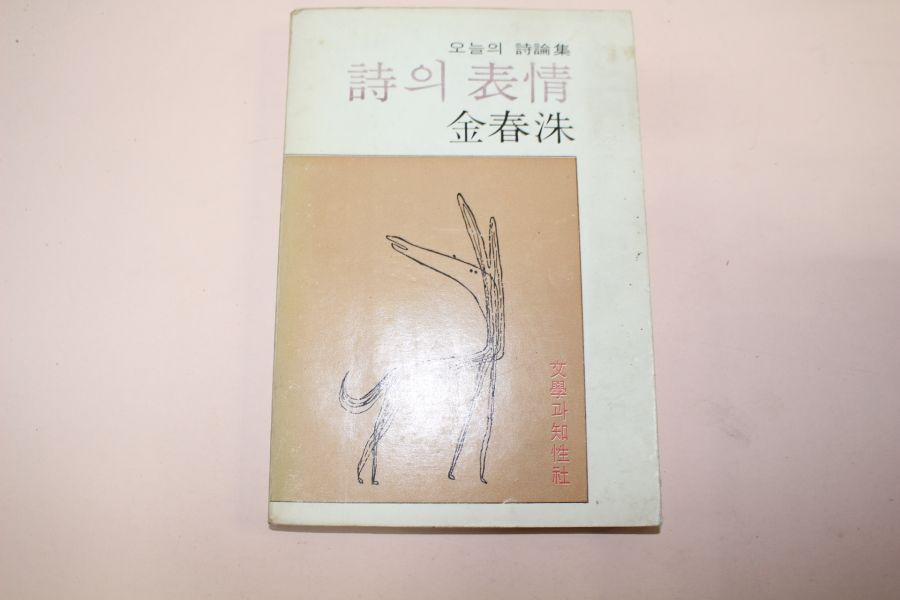 오늘의 詩論集
詩의 表情
金春洙
文學과知性社